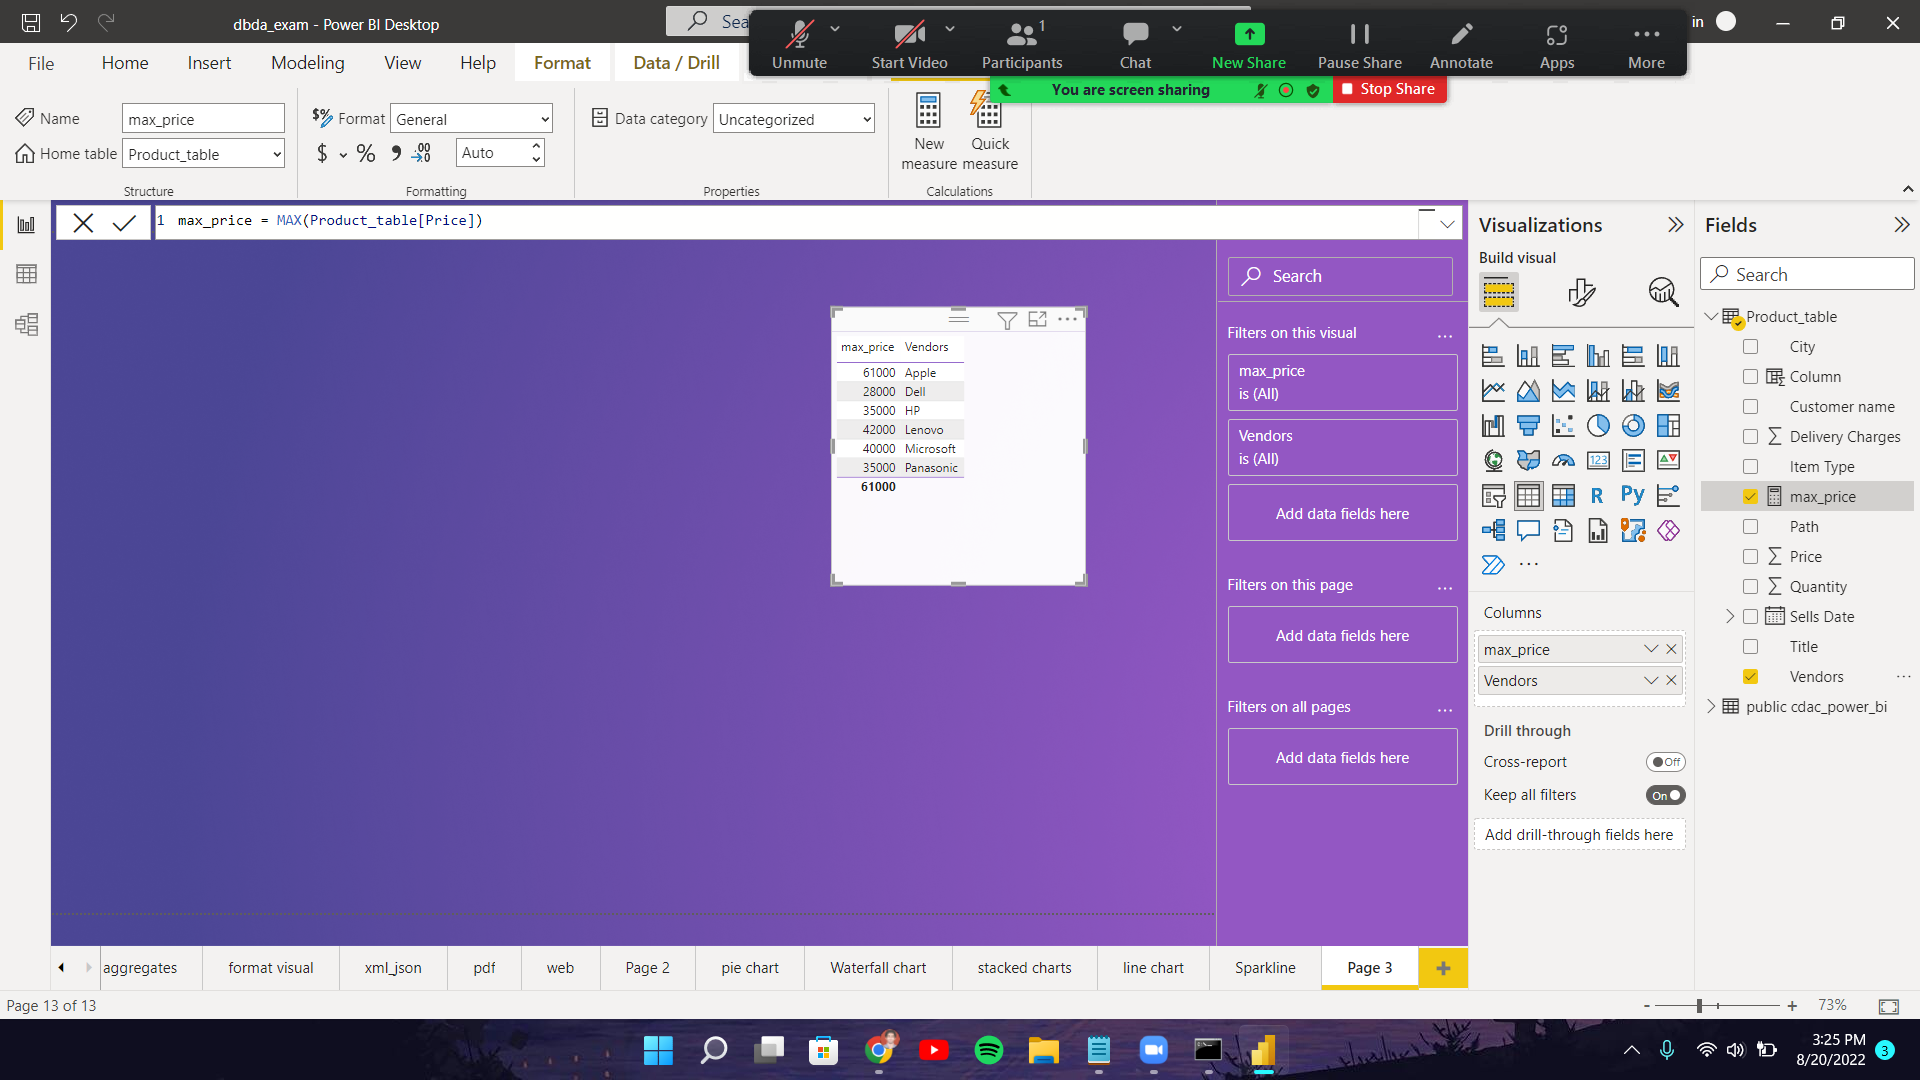 dbda_exam - Power BI Desktop
Sea
in
Unmute
Start Video
1
Participants
Chat
New Share
Pause Share
Annotate
Apps
More
You are screen sharing
Stop Share
File
Home
Insert
Modeling
View
Help
Format
Data / Drill
Name
max_price
Home table
Product_table
Structure
Format
General
$
%
Auto
Formatting
Data category
Uncategorized
Properties
New measure
Quick measure
Calculations
1 max_price = MAX(Product_table[Price])
max_price Vendors
61000 Apple
28000 Dell
35000 HP
42000 Lenovo
40000 Microsoft
35000 Panasonic
61000
Search
Filters on this visual
max_price
is (All)
Vendors
is (All)
Add data fields here
Filters on this page
Add data fields here
Filters on all pages
Add data fields here
Visualizations
Build visual
123
R
Py
Columns
max_price
Vendors
Drill through
Cross-report
Off
Keep all filters
On
Add drill-through fields here
Fields
Search
Product_table
City
Column
Customer name
Delivery Charges
Item Type
max_price
Path
Price
Quantity
Sells Date
Title
Vendors
public cdac_power_bi
aggregates
format visual
xml_json
pdf
web
Page 2
pie chart
Waterfall chart
stacked charts
line chart
Sparkline
Page 3
Page 13 of 13
73%
3:25 PM
8/20/2022
3